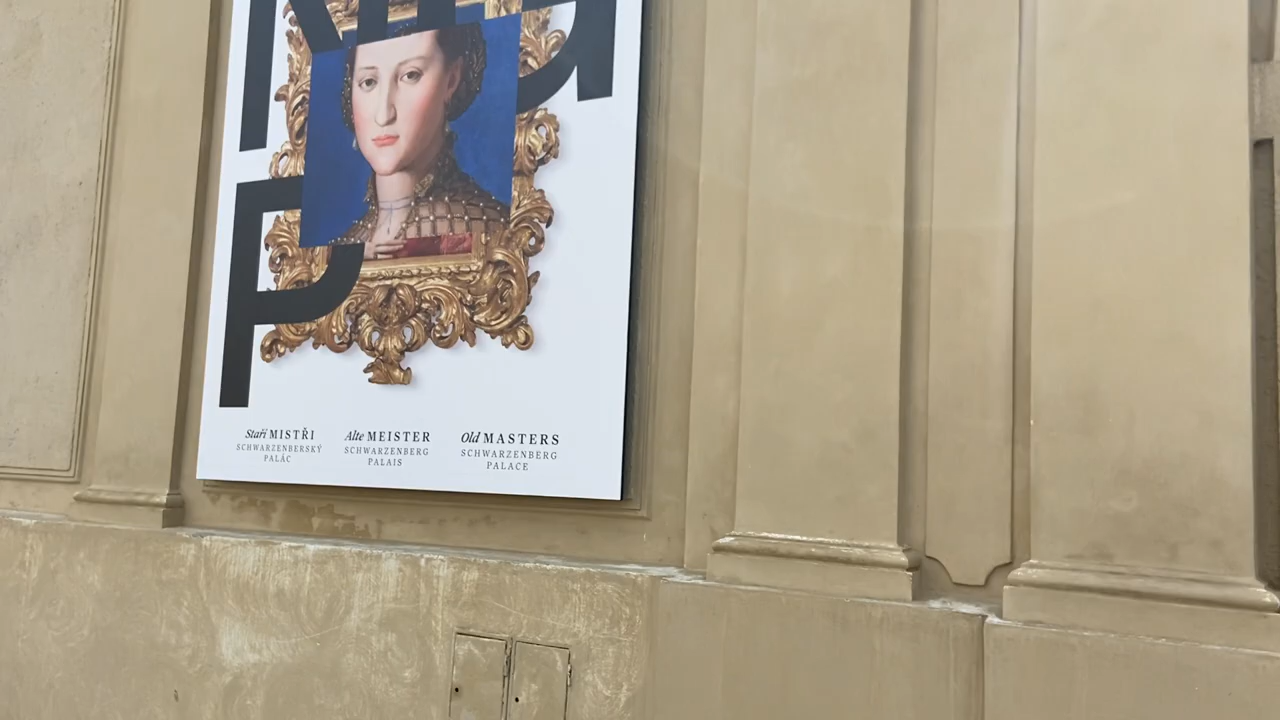 Staří MISTŘI
SCHWARZENBERSKÝ
PALÁC
Alte MEISTER
SCHWARZENBERG
PALAIS
Old MASTERS
SCHWARZENBERG
PALACE